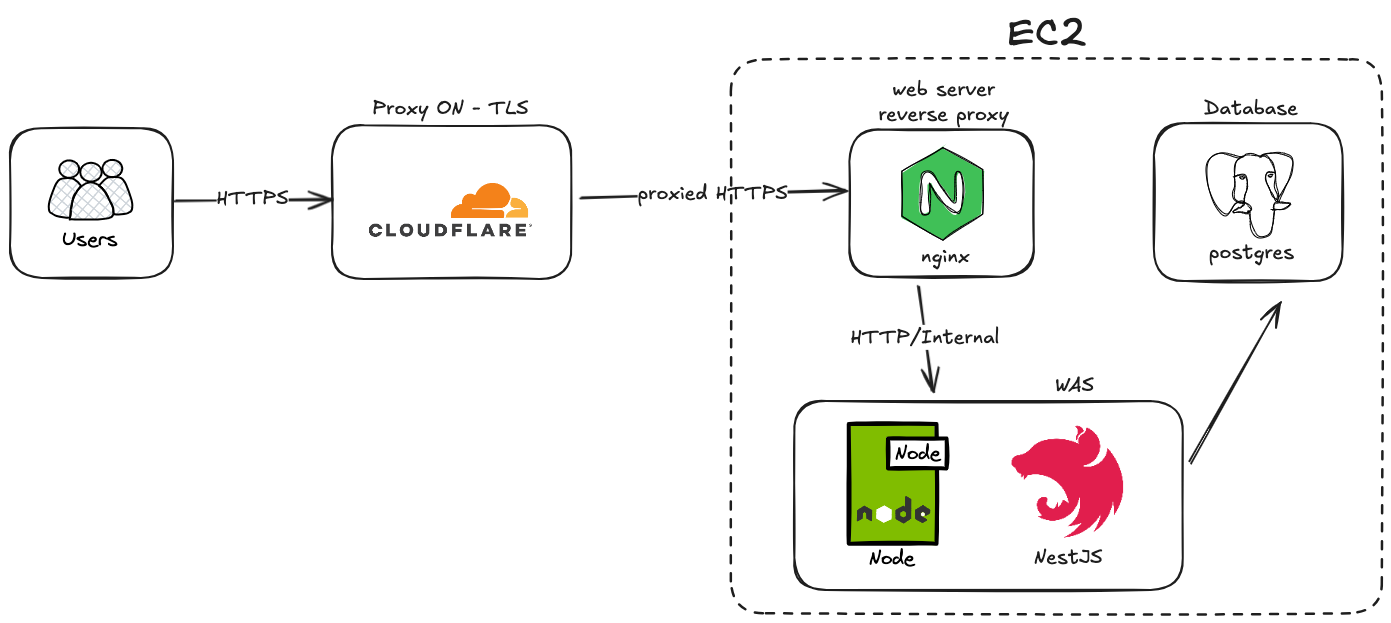 EC2
web server
reverse proxy
Proxy ON - TLS
Database
Users
HTTPS
CLOUDFLARE
proxied HTTPS
N
nginx
postgres
HTTP/Internal
WAS
Node
node
Node
NestJS